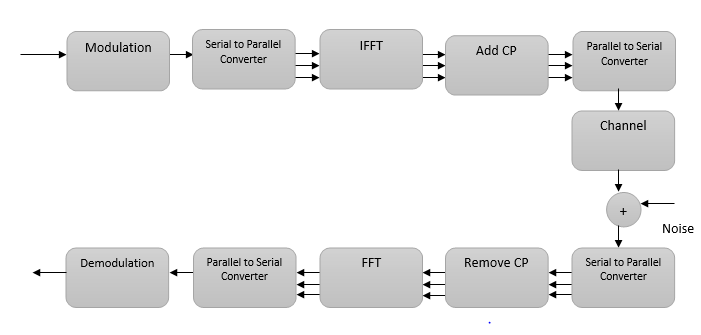 Modulation
Serial to Parallel
Converter
IFFT
Add CP
Parallel to Serial
Converter
Channel
+
Noise
Demodulation
Parallel to Serial
Converter
FFT
Remove CP
Serial to Parallel
Converter